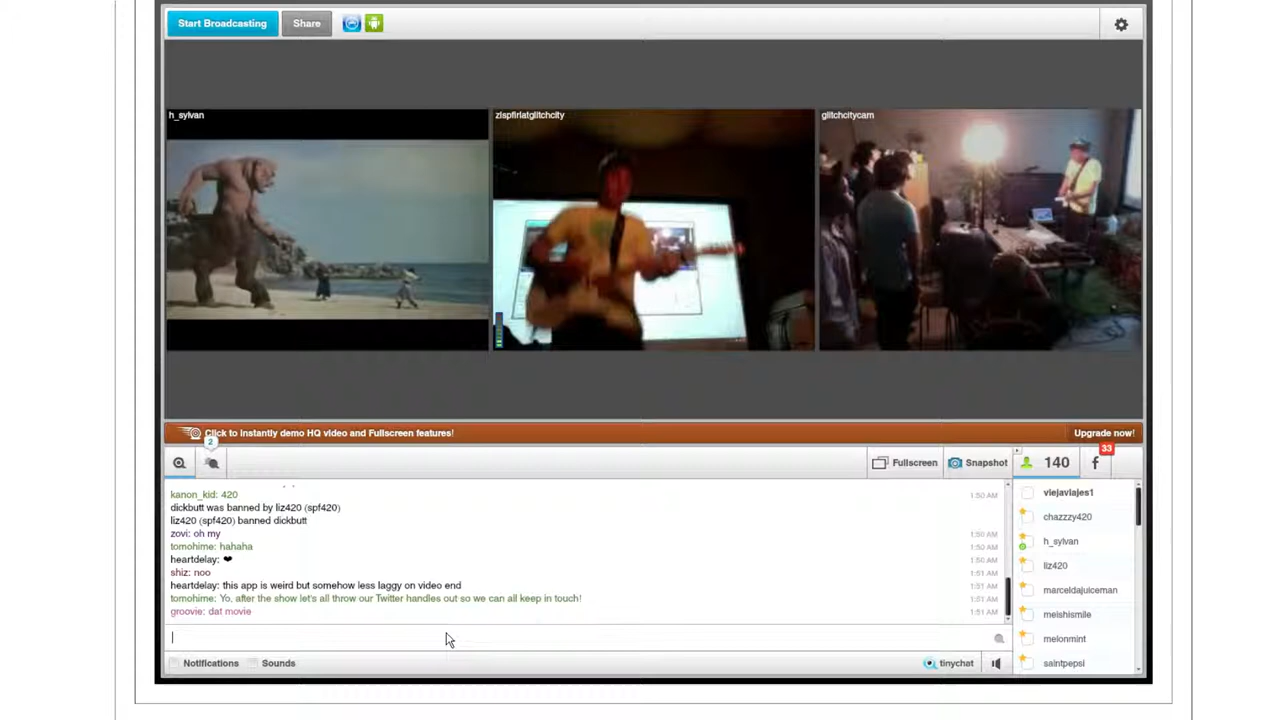 Start Broadcasting
Share
h_sylvan
zlspfiriatglitchcity
glitchcitycam
Click to instantly demo HQ video and Fullscreen features!
Upgrade now!
2
Fullscreen
Snapshot
140
33
kanon_kid: 420 1:50 AM
dickbutt was banned by liz420 (spf420)
liz420 (spf420) banned dickbutt
zovi: oh my 1:50 AM
tomohime: hahaha 1:50 AM
heartdelay: ❤ 1:50 AM
shiz: noo 1:51 AM
heartdelay: this app is weird but somehow less laggy on video end 1:51 AM
tomohime: Yo, after the show let's all throw our Twitter handles out so we can all keep in touch! 1:51 AM
groovie: dat movie 1:51 AM
viejaviajes1
chazzzy420
h_sylvan
liz420
marceldajuiceman
meishismile
melonmint
saintpepsi
Notifications
Sounds
tinychat